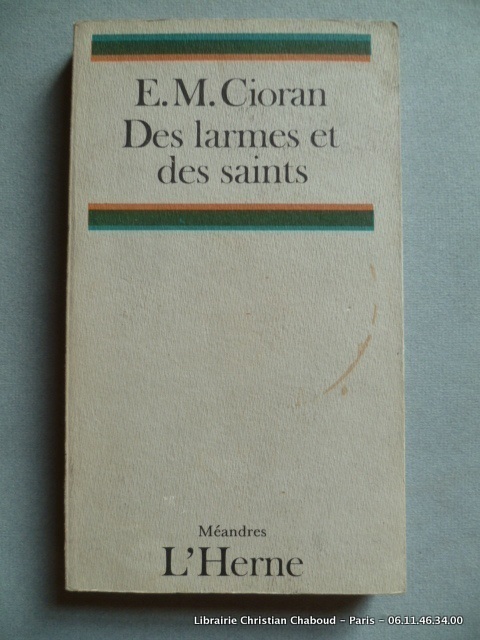 E. M. Cioran
Des larmes et
des saints
Méandres
L'Herne
Librairie Christian Chaboud - Paris - 06.11.46.34.00